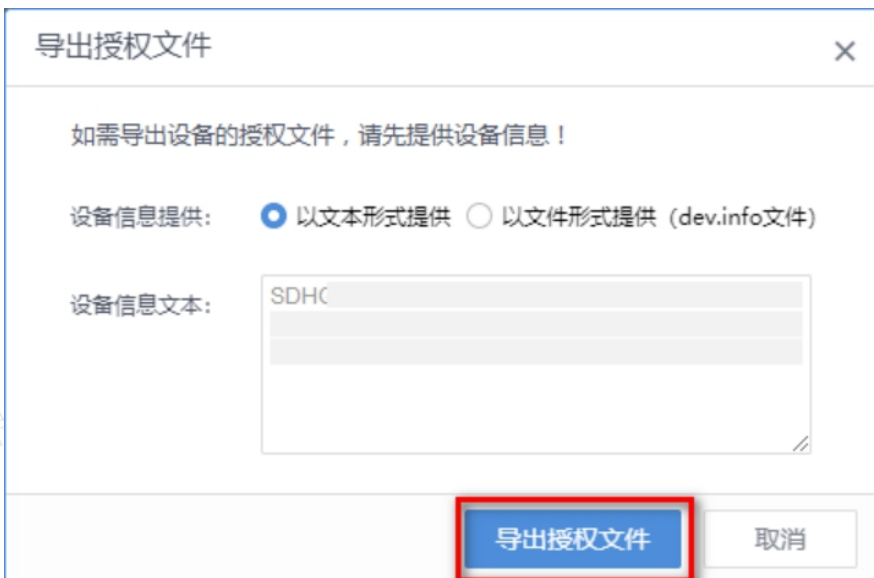 导出授权文件
如需导出设备的授权文件，请先提供设备信息！
设备信息提供: 以文本形式提供 以文件形式提供（dev.info文件）
设备信息文本: SDH
导出授权文件 取消